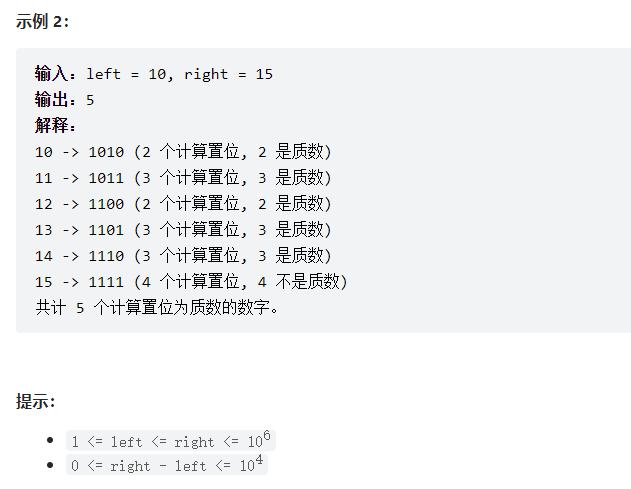 示例 2：
输入：left = 10, right = 15
输出：5
解释：
10 -> 1010 (2 个计算置位, 2 是质数)
11 -> 1011 (3 个计算置位, 3 是质数)
12 -> 1100 (2 个计算置位, 2 是质数)
13 -> 1101 (3 个计算置位, 3 是质数)
14 -> 1110 (3 个计算置位, 3 是质数)
15 -> 1111 (4 个计算置位, 4 不是质数)
共计 5 个计算置位为质数的数字。
提示：
• 1 <= left <= right <= 10⁶
• 0 <= right - left <= 10⁴